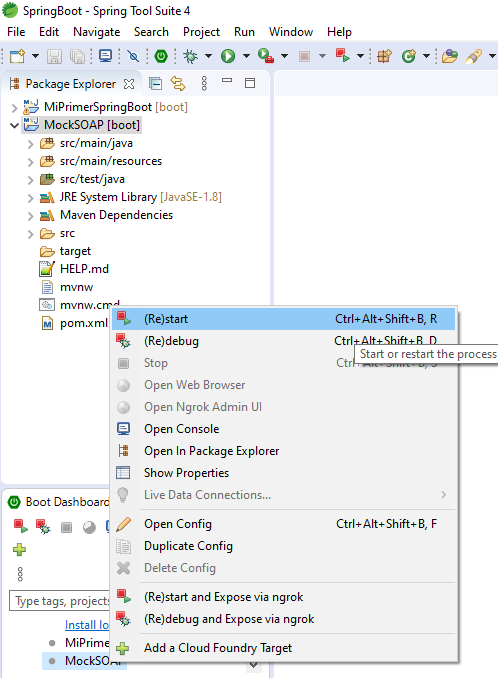 SpringBoot - Spring Tool Suite 4
File Edit Navigate Search Project Run Window Help
Package Explorer
MiPrimerSpringBoot [boot]
MockSOAP [boot]
src/main/java
src/main/resources
src/test/java
JRE System Library [JavaSE-1.8]
Maven Dependencies
src
target
HELP.md
mvnw
mvnw.cmd
pom.xml
(Re)start Ctrl+Alt+Shift+B, R
(Re)debug Ctrl+Alt+Shift+B, D
Start or restart the process
Stop Ctrl+Alt+Shift+B, S
Open Web Browser
Open Ngrok Admin UI
Open Console
Open In Package Explorer
Show Properties
Live Data Connections...
Open Config Ctrl+Alt+Shift+B, F
Duplicate Config
Delete Config
(Re)start and Expose via ngrok
(Re)debug and Expose via ngrok
Add a Cloud Foundry Target
Boot Dashboard
Type tags, projects
Install lo
MiPrime
MockSOAP